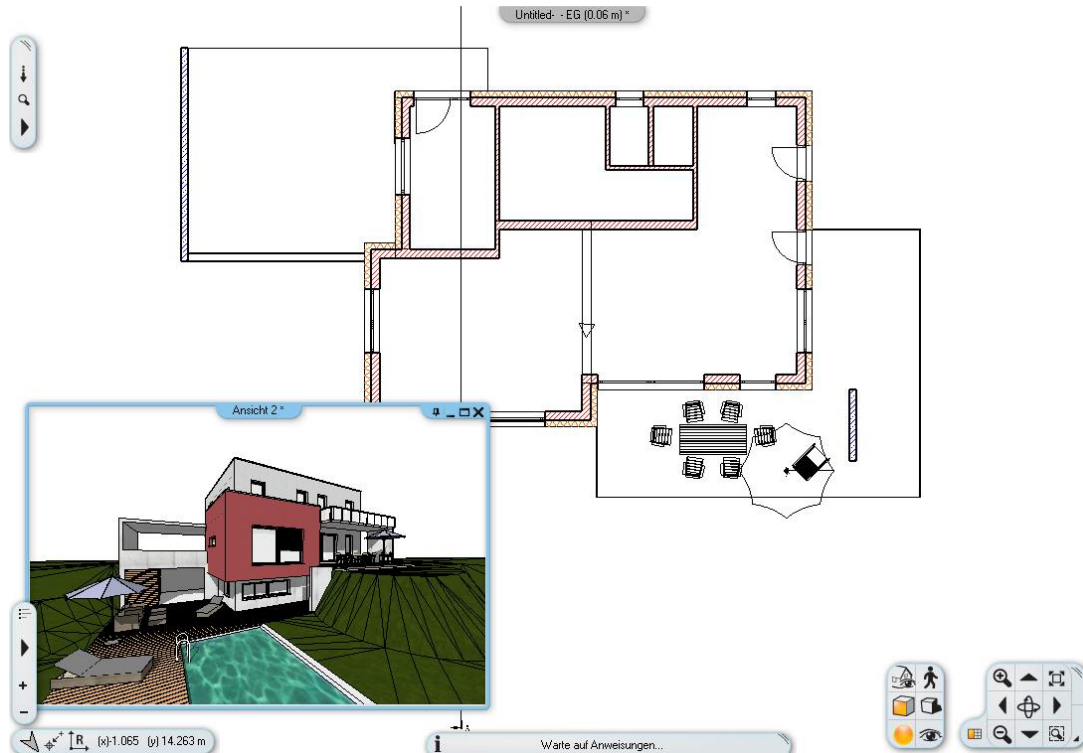 Untitled- - EG (0.06 m) *
Ansicht 2 *
R (x)-1.065 (y) 14.263 m
i Warte auf Anweisungen...